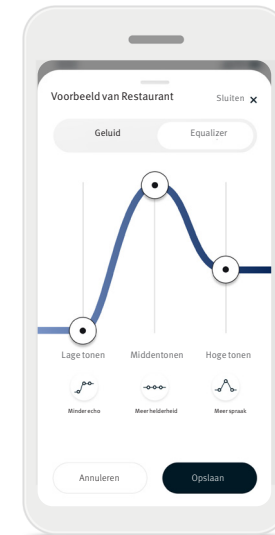 Voorbeeld van Restaurant Sluiten ×
Geluid Equalizer
Lage tonen Middentonen Hoge tonen
Minder echo Meer helderheid Meer spraak
Annuleren Opslaan